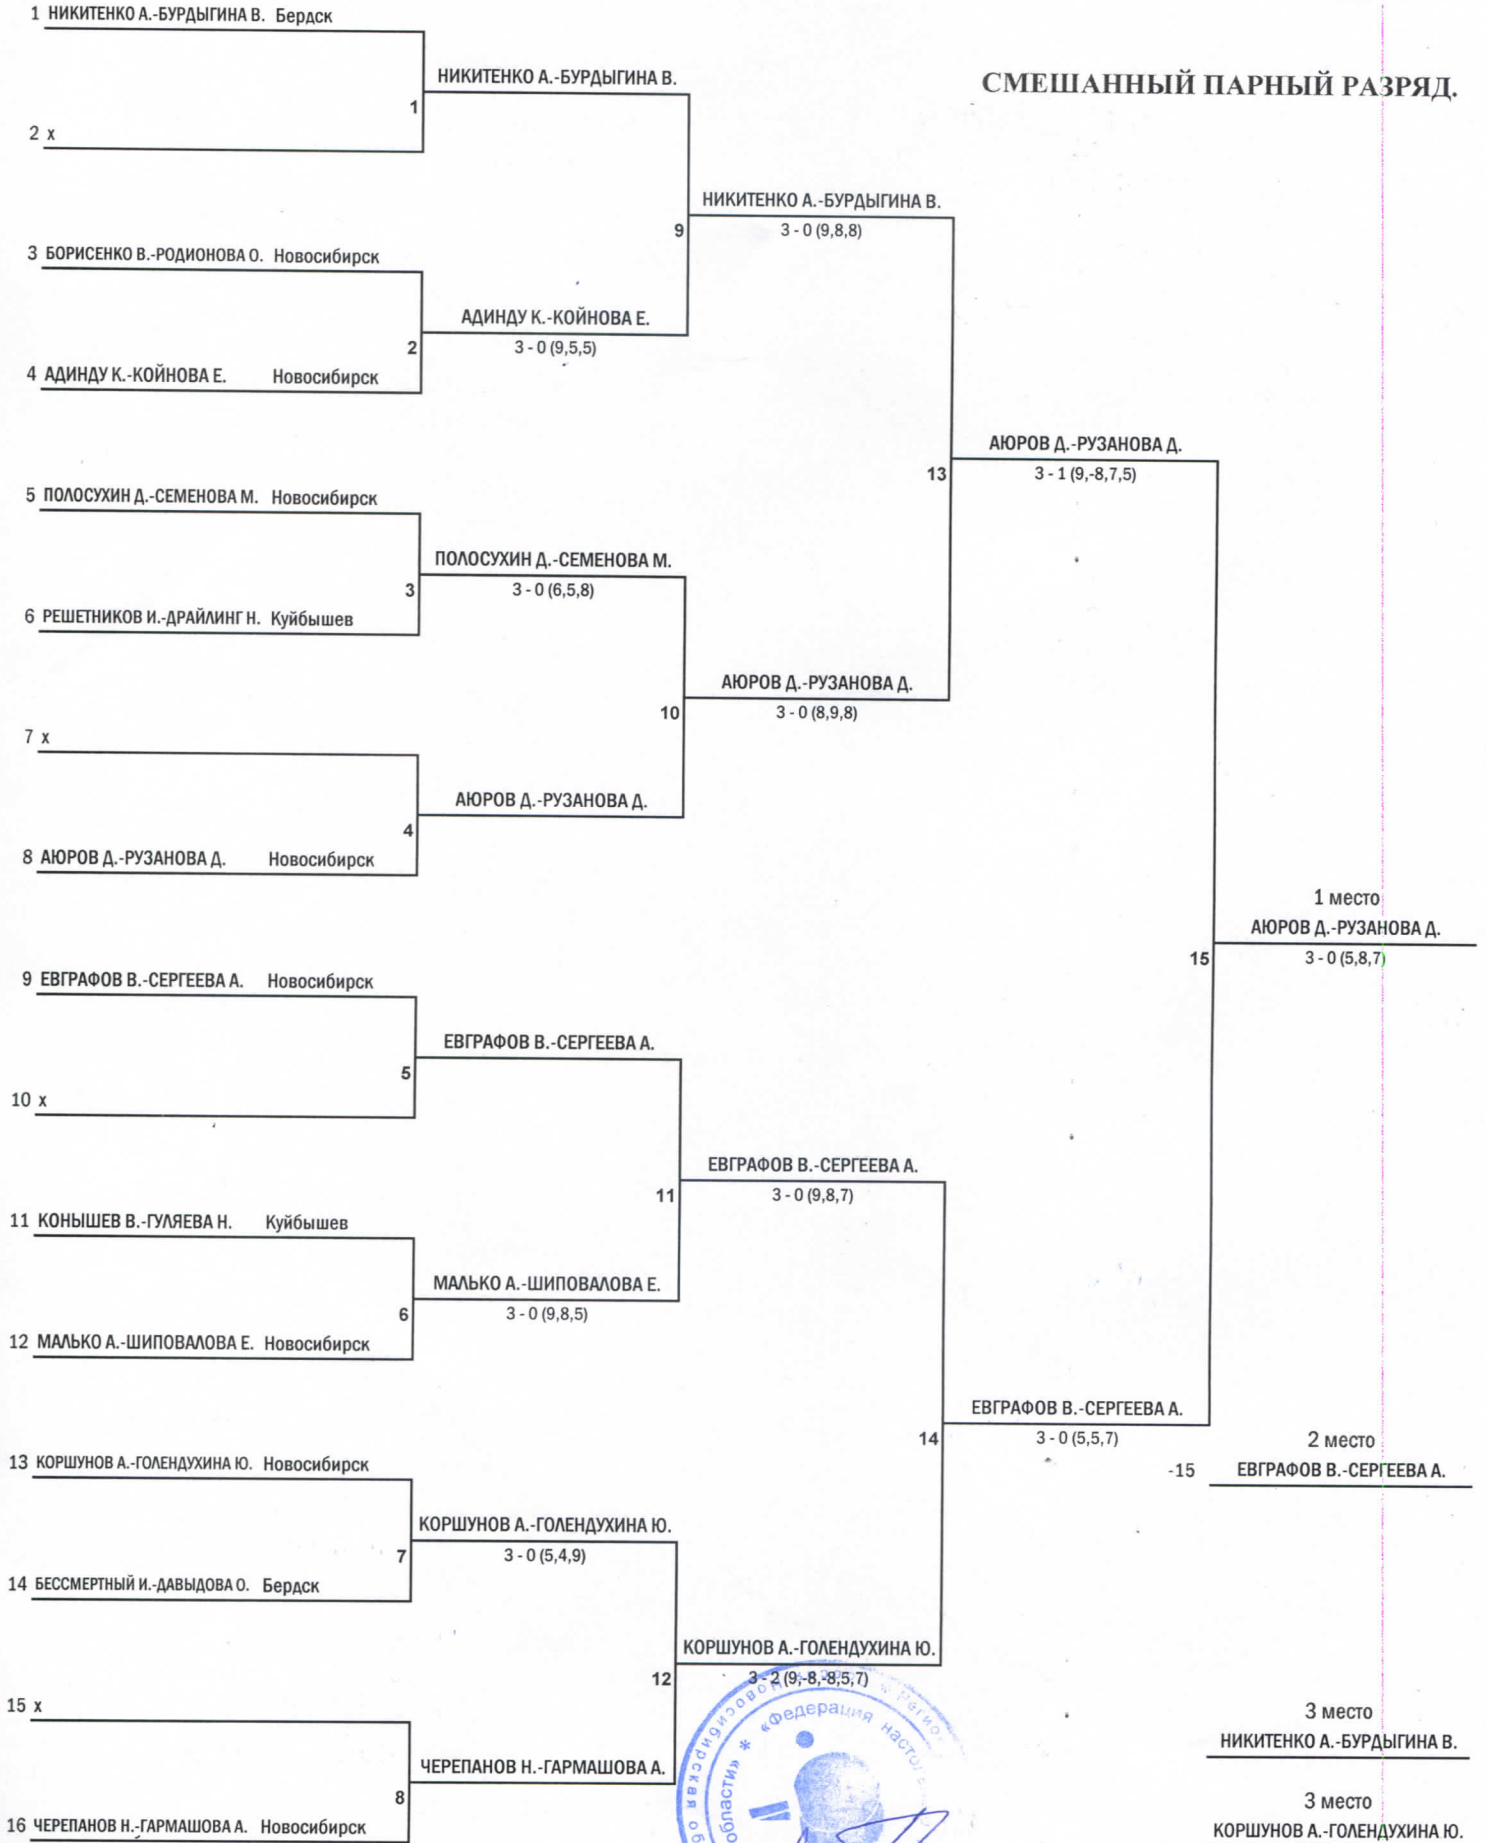 1 НИКИТЕНКО А.-БУРДЫГИНА В. Бердск
НИКИТЕНКО А.-БУРДЫГИНА В.
СМЕШАННЫЙ ПАРНЫЙ РАЗРЯД.
1
2 х
НИКИТЕНКО А.-БУРДЫГИНА В.
9
3 - 0 (9,8,8)
3 БОРИСЕНКО В.-РОДИОНОВА О. Новосибирск
АДИНДУ К.-КОЙНОВА Е.
2
3 - 0 (9,5,5)
4 АДИНДУ К.-КОЙНОВА Е. Новосибирск
АЮРОВ Д.-РУЗАНОВА Д.
13
3 - 1 (9,-8,7,5)
5 ПОЛОСУХИН Д.-СЕМЕНОВА М. Новосибирск
ПОЛОСУХИН Д.-СЕМЕНОВА М.
3
3 - 0 (6,5,8)
6 РЕШЕТНИКОВ И.-ДРАЙЛИНГ Н. Куйбышев
АЮРОВ Д.-РУЗАНОВА Д.
10
3 - 0 (8,9,8)
7 х
АЮРОВ Д.-РУЗАНОВА Д.
4
8 АЮРОВ Д.-РУЗАНОВА Д. Новосибирск
1 место
АЮРОВ Д.-РУЗАНОВА Д.
15
3 - 0 (5,8,7)
9 ЕВГРАФОВ В.-СЕРГЕЕВА А. Новосибирск
ЕВГРАФОВ В.-СЕРГЕЕВА А.
5
10 х
ЕВГРАФОВ В.-СЕРГЕЕВА А.
11
3 - 0 (9,8,7)
11 КОНЫШЕВ В.-ГУЛЯЕВА Н. Куйбышев
МАЛЬКО А.-ШИПОВАЛОВА Е.
6
3 - 0 (9,8,5)
12 МАЛЬКО А.-ШИПОВАЛОВА Е. Новосибирск
ЕВГРАФОВ В.-СЕРГЕЕВА А.
14
3 - 0 (5,5,7)
2 место
-15 ЕВГРАФОВ В.-СЕРГЕЕВА А.
13 КОРШУНОВ А.-ГОЛЕНДУХИНА Ю. Новосибирск
КОРШУНОВ А.-ГОЛЕНДУХИНА Ю.
7
3 - 0 (5,4,9)
14 БЕССМЕРТНЫЙ И.-ДАВЫДОВА О. Бердск
КОРШУНОВ А.-ГОЛЕНДУХИНА Ю.
12
3 - 2 (9,-8,-8,5,7)
15 х
«Федерация
области»
3 место
НИКИТЕНКО А.-БУРДЫГИНА В.
ЧЕРЕПАНОВ Н.-ГАРМАШОВА А.
8
16 ЧЕРЕПАНОВ Н.-ГАРМАШОВА А. Новосибирск
3 место
КОРШУНОВ А.-ГОЛЕНДУХИНА Ю.